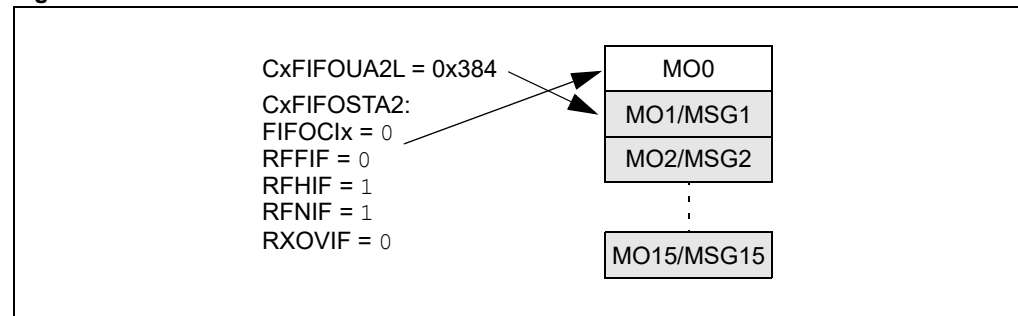 CxFIFOUA2L = 0x384
CxFIFOSTA2:
FIFOCIx = 0
RFFIF = 0
RFHIF = 1
RFNIF = 1
RXOVIF = 0
MO0
MO1/MSG1
MO2/MSG2
MO15/MSG15